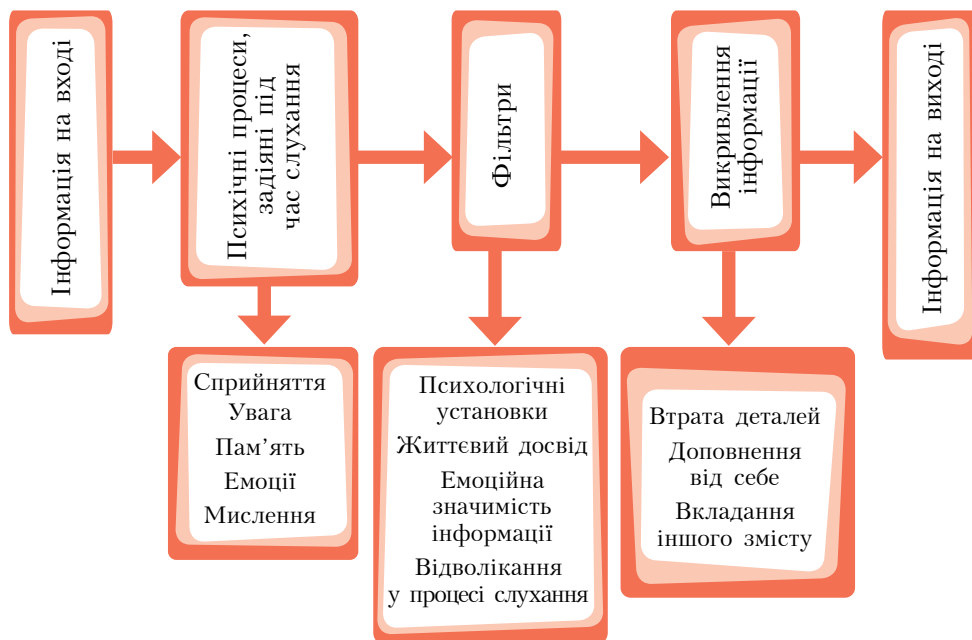 Інформація на вході
Психічні процеси,
задіяні під
час слухання
Фільтри
Викривлення
інформації
Інформація на виході
Сприйняття
Увага
Пам’ять
Емоції
Мислення
Психологічні
установки
Життєвий досвід
Емоційна
значимість
інформації
Відволікання
у процесі слухання
Втрата деталей
Доповнення
від себе
Вкладання
іншого змісту